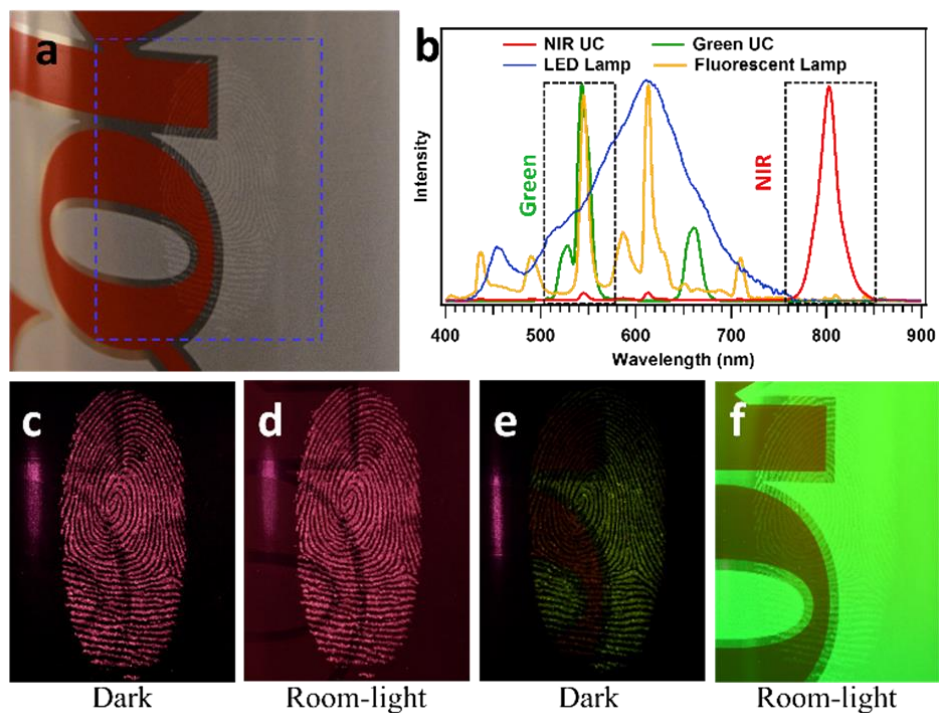 a
b
NIR UC
Green UC
LED Lamp
Fluorescent Lamp
Intensity
Green
NIR
400 500 600 700 800 900
Wavelength (nm)
c
d
e
f
Dark
Room-light
Dark
Room-light